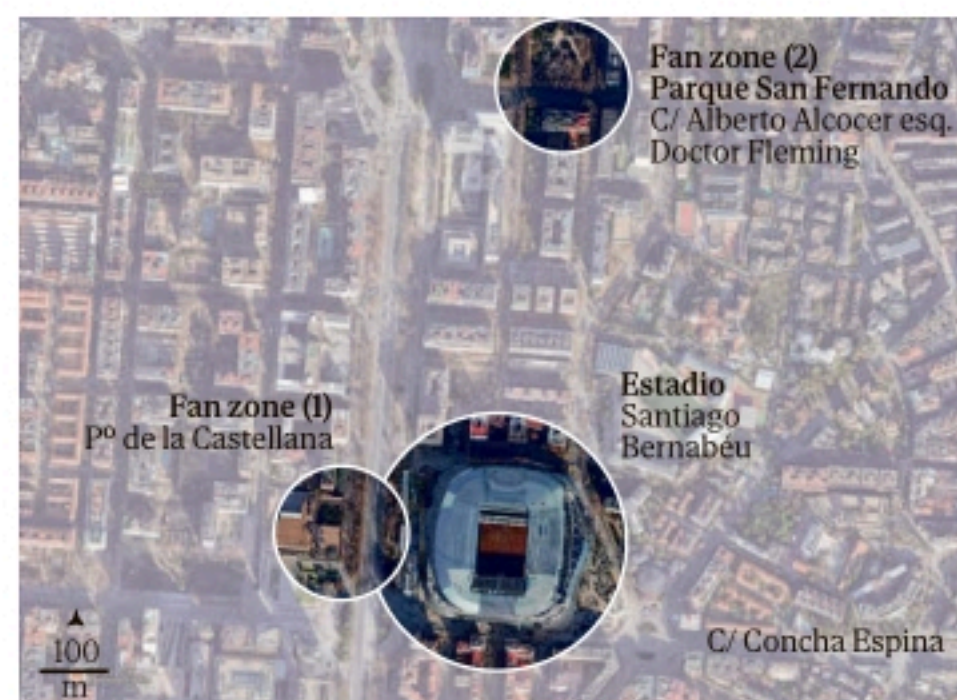 Fan zone (2)
Parque San Fernando
C/ Alberto Alcocer esq.
Doctor Fleming
Estadio
Santiago
Bernabéu
Fan zone (1)
Pº de la Castellana
C/ Concha Espina
100
m